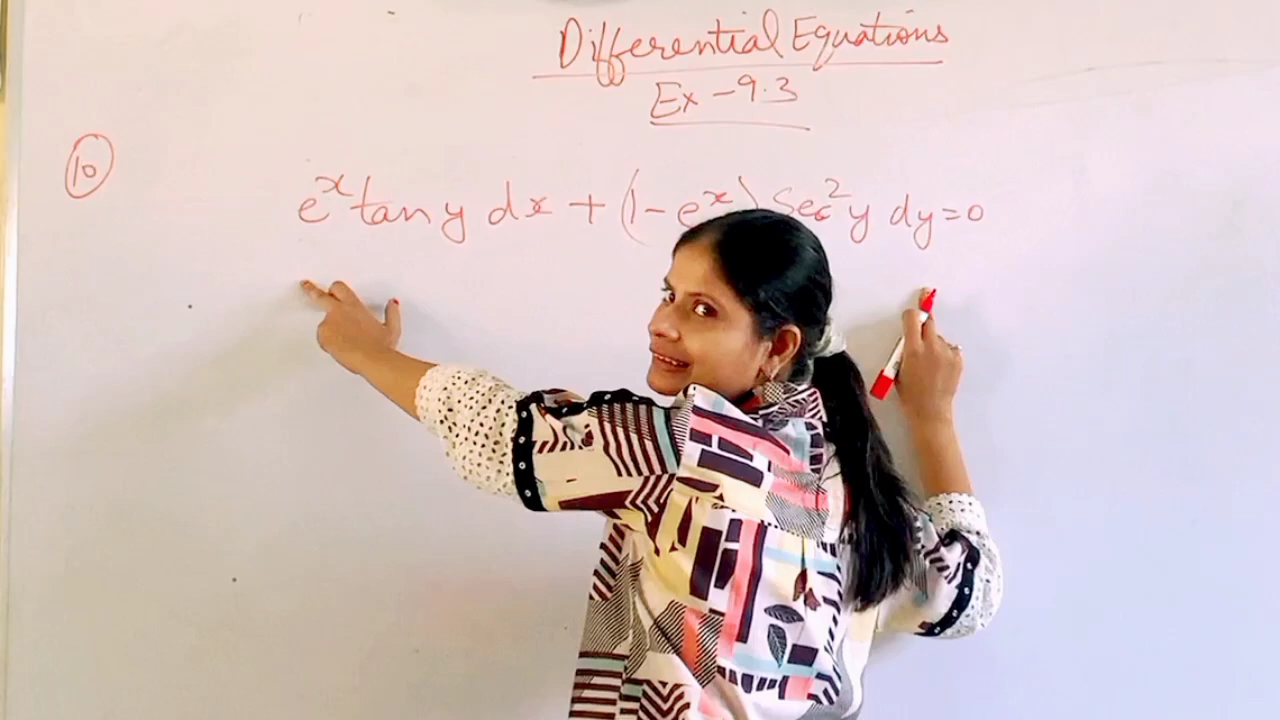 Differential Equations
Ex-9.3
10
e^x tan y dx + (1 - e^x) Sec^2 y dy = 0